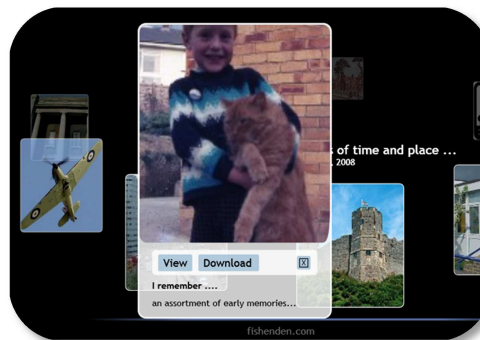 s of time and place ...
, 2008
View Download X
I remember ....
an assortment of early memories...
fishenden.com